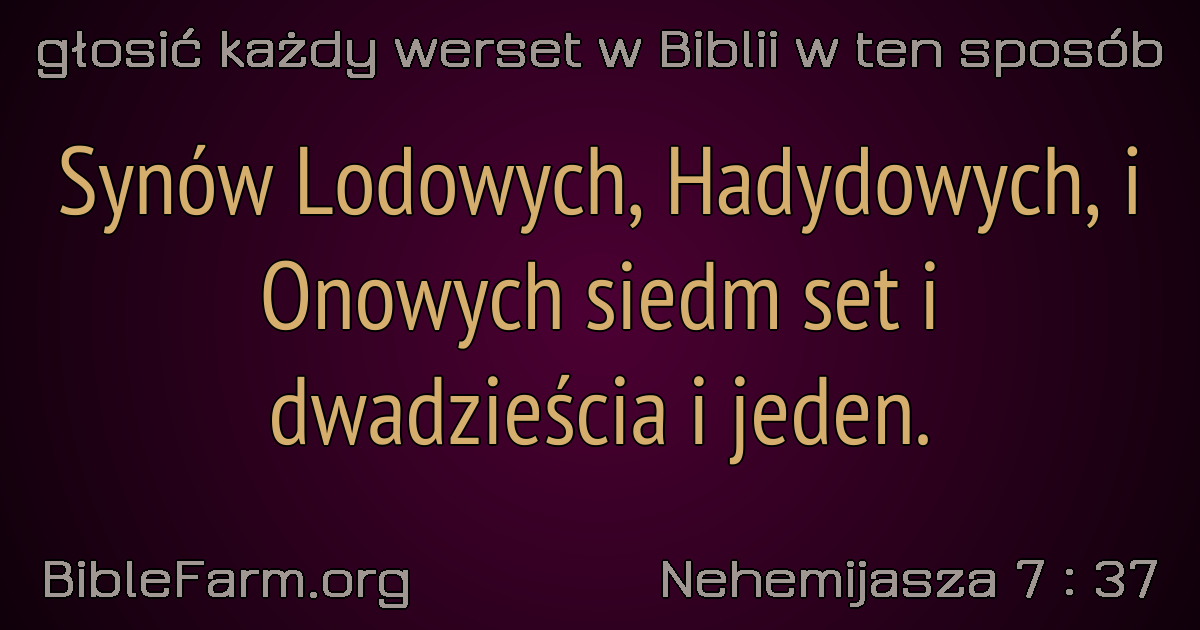 głosić każdy werset w Biblii w ten sposób
Synów Lodowych, Hadydowych, i
Onowych siedm set i
dwadzieścia i jeden.
BibleFarm.org
Nehemijasza 7 : 37